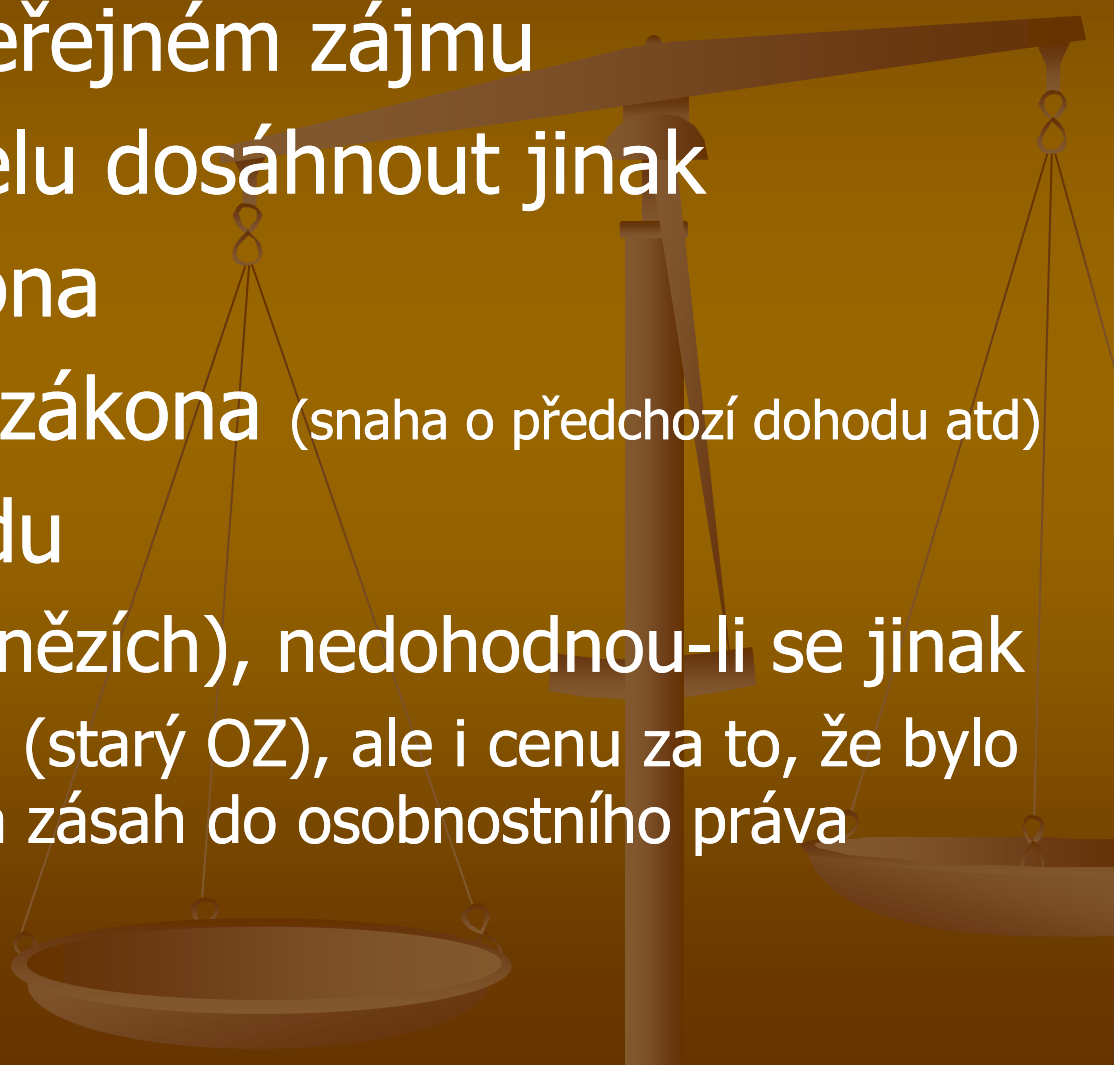 eřejném zájmu
elu dosáhnout jinak
ona
zákona (snaha o předchozí dohodu atd)
du
nězích), nedohodnou-li se jinak
(starý OZ), ale i cenu za to, že bylo
zásah do osobnostního práva